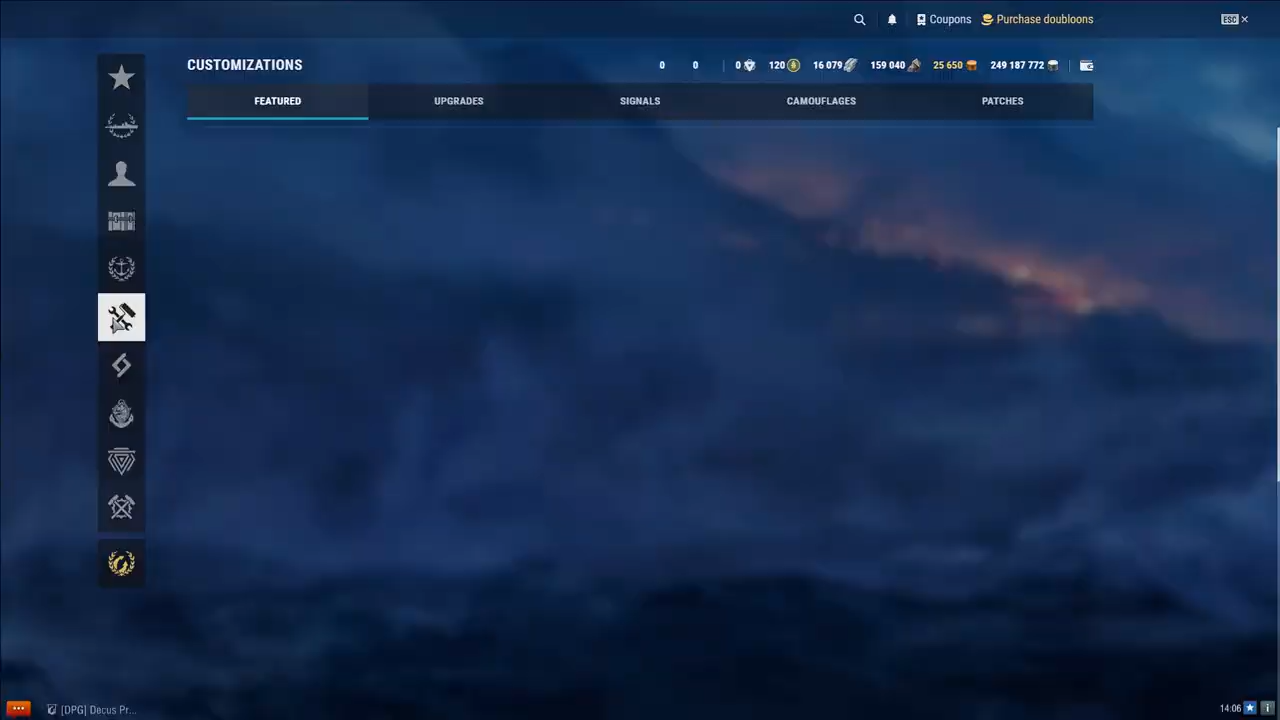 Coupons Purchase doubloons ESC ×
CUSTOMIZATIONS 0 0 0 120 16 079 159 040 25 650 249 187 772
FEATURED UPGRADES SIGNALS CAMOUFLAGES PATCHES
[DPG] Decus Pr... 14:06